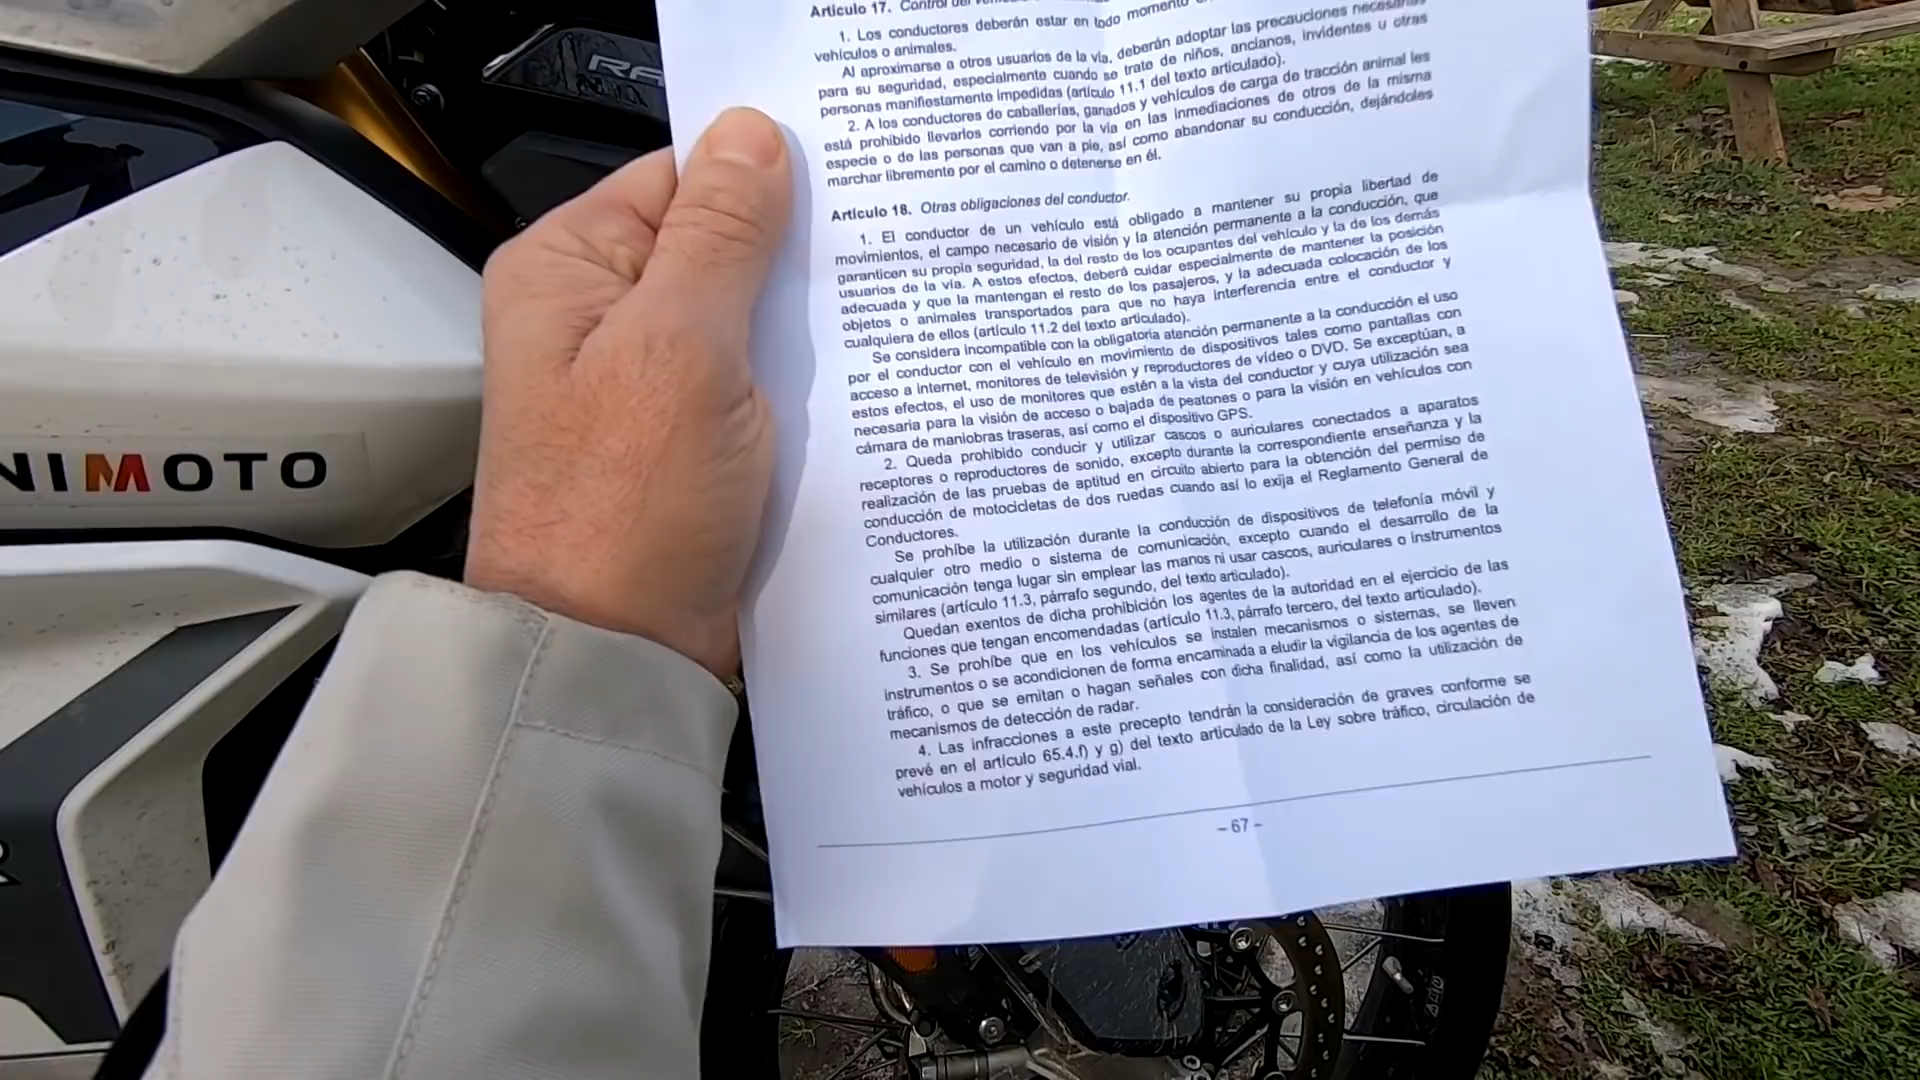 Artículo 17. Control del
1. Los conductores deberán estar en todo momento
vehículos o animales.
Al aproximarse a otros usuarios de la vía, deberán adoptar las precauciones necesarias
para su seguridad, especialmente cuando se trate de niños, ancianos, invidentes u otras
personas manifiestamente impedidas (artículo 11.1 del texto articulado).
2. A los conductores de caballerías, ganados y vehículos de carga de tracción animal les
está prohibido llevarlos corriendo por la vía en las inmediaciones de otros de la misma
especie o de las personas que van a pie, así como abandonar su conducción, dejándoles
marchar libremente por el camino o detenerse en él.
Artículo 18. Otras obligaciones del conductor.
1. El conductor de un vehículo está obligado a mantener su propia libertad de
movimientos, el campo necesario de visión y la atención permanente a la conducción, que
garanticen su propia seguridad, la del resto de los ocupantes del vehículo y la de los demás
usuarios de la vía. A estos efectos, deberá cuidar especialmente de mantener la posición
adecuada y que la mantengan el resto de los pasajeros, y la adecuada colocación de los
objetos o animales transportados para que no haya interferencia entre el conductor y
cualquiera de ellos (artículo 11.2 del texto articulado).
Se considera incompatible con la obligatoria atención permanente a la conducción el uso
por el conductor con el vehículo en movimiento de dispositivos tales como pantallas con
acceso a internet, monitores de televisión y reproductores de vídeo o DVD. Se exceptúan, a
estos efectos, el uso de monitores que estén a la vista del conductor y cuya utilización sea
necesaria para la visión de acceso o bajada de peatones o para la visión en vehículos con
cámara de maniobras traseras, así como el dispositivo GPS.
2. Queda prohibido conducir y utilizar cascos o auriculares conectados a aparatos
receptores o reproductores de sonido, excepto durante la correspondiente enseñanza y la
realización de las pruebas de aptitud en circuito abierto para la obtención del permiso de
conducción de motocicletas de dos ruedas cuando así lo exija el Reglamento General de
Conductores.
Se prohíbe la utilización durante la conducción de dispositivos de telefonía móvil y
cualquier otro medio o sistema de comunicación, excepto cuando el desarrollo de la
comunicación tenga lugar sin emplear las manos ni usar cascos, auriculares o instrumentos
similares (artículo 11.3, párrafo segundo, del texto articulado).
Quedan exentos de dicha prohibición los agentes de la autoridad en el ejercicio de las
funciones que tengan encomendadas (artículo 11.3, párrafo tercero, del texto articulado).
3. Se prohíbe que en los vehículos se instalen mecanismos o sistemas, se lleven
instrumentos o se acondicionen de forma encaminada a eludir la vigilancia de los agentes de
tráfico, o que se emitan o hagan señales con dicha finalidad, así como la utilización de
mecanismos de detección de radar.
4. Las infracciones a este precepto tendrán la consideración de graves conforme se
prevé en el artículo 65.4.f) y g) del texto articulado de la Ley sobre tráfico, circulación de
vehículos a motor y seguridad vial.
– 67 –
NIMOTO